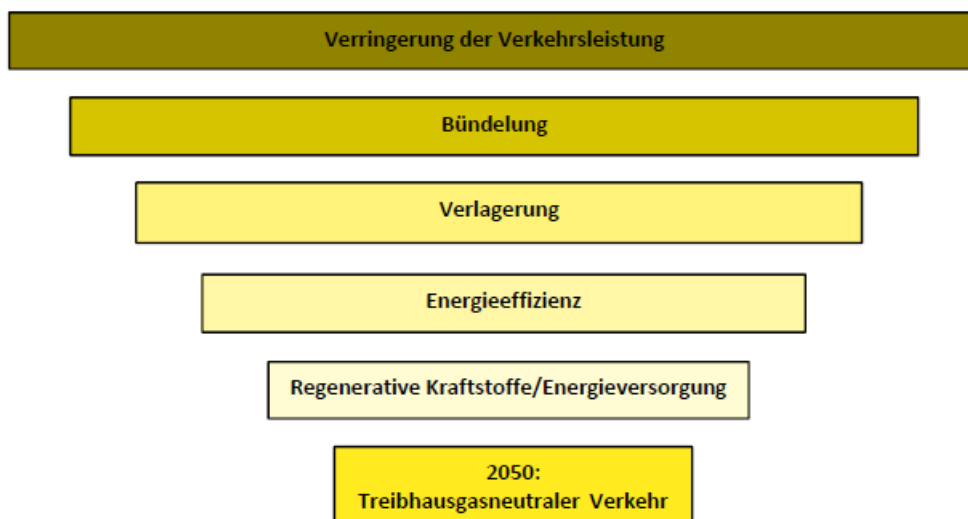 Verringerung der Verkehrsleistung
Bündelung
Verlagerung
Energieeffizienz
Regenerative Kraftstoffe/Energieversorgung
2050:
Treibhausgasneutraler Verkehr